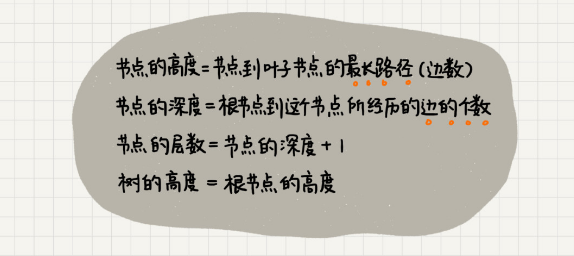 节点的高度=节点到叶子节点的最长路径(边数)
节点的深度=根节点到这个节点所经历的边的个数
节点的层数=节点的深度+1
树的高度=根节点的高度